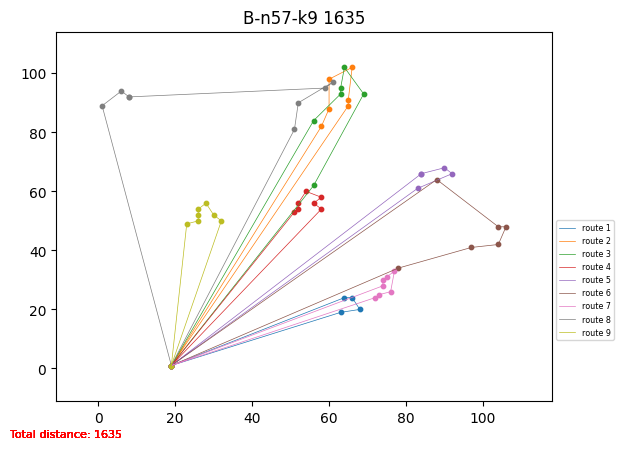 B-n57-k9 1635
100
80
60
40
20
0
0 20 40 60 80 100
route 1
route 2
route 3
route 4
route 5
route 6
route 7
route 8
route 9
Total distance: 1635